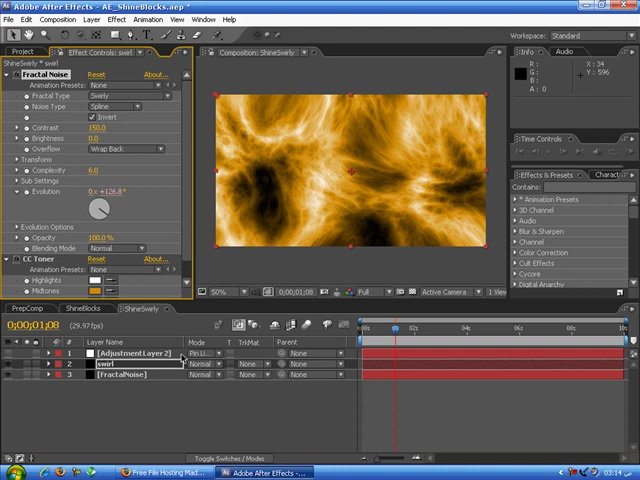 Adobe After Effects - AE_ShineBlocks.aep *
File Edit Composition Layer Effect Animation View Window Help
Workspace: Standard
Project Effect Controls: swirl
ShineSwirly * swirl
Fractal Noise Reset About...
Animation Presets: None
Fractal Type Swirly
Noise Type Spline
Invert
Contrast 150.0
Brightness 0.0
Overflow Wrap Back
Transform
Complexity 6.0
Sub Settings
Evolution 0 x +126.8 °
Evolution Options
Opacity 100.0 %
Blending Mode Normal
CC Toner Reset About...
Animation Presets: None
Highlights
Midtones
Composition: ShineSwirly
50% 0;00;01;08 Full Active Camera 1 View
Info Audio
R : X : 34
G : Y : 596
B :
A : 0
Time Controls
Effects & Presets Charact
Contains:
* Animation Presets
3D Channel
Audio
Blur & Sharpen
Channel
Color Correction
Cult Effects
Cycore
Digital Anarchy
PrepComp ShineBlocks ShineSwirly
0;00;01;08 (29.97fps)
# Layer Name Mode T TrkMat Parent
00s 02s 04s 06s 08s 10s
1 [AdjustmentLayer 2] Pin Li... None
2 swirl Normal None None
3 [FractalNoise] Normal None None
Toggle Switches / Modes
Free File Hosting Mad... Adobe After Effects - ... 03:14 ص